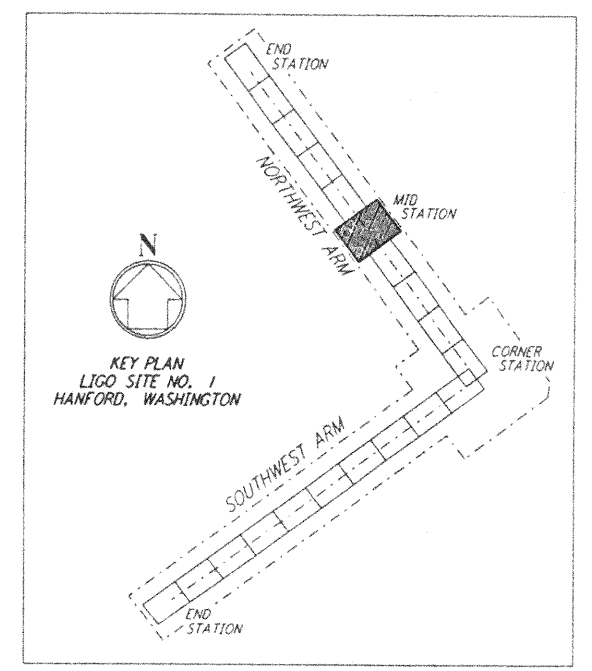 END
STATION
MID
STATION
NORTHWEST ARM
N
KEY PLAN
LIGO SITE NO. 1
HANFORD, WASHINGTON
CORNER
STATION
SOUTHWEST ARM
END
STATION